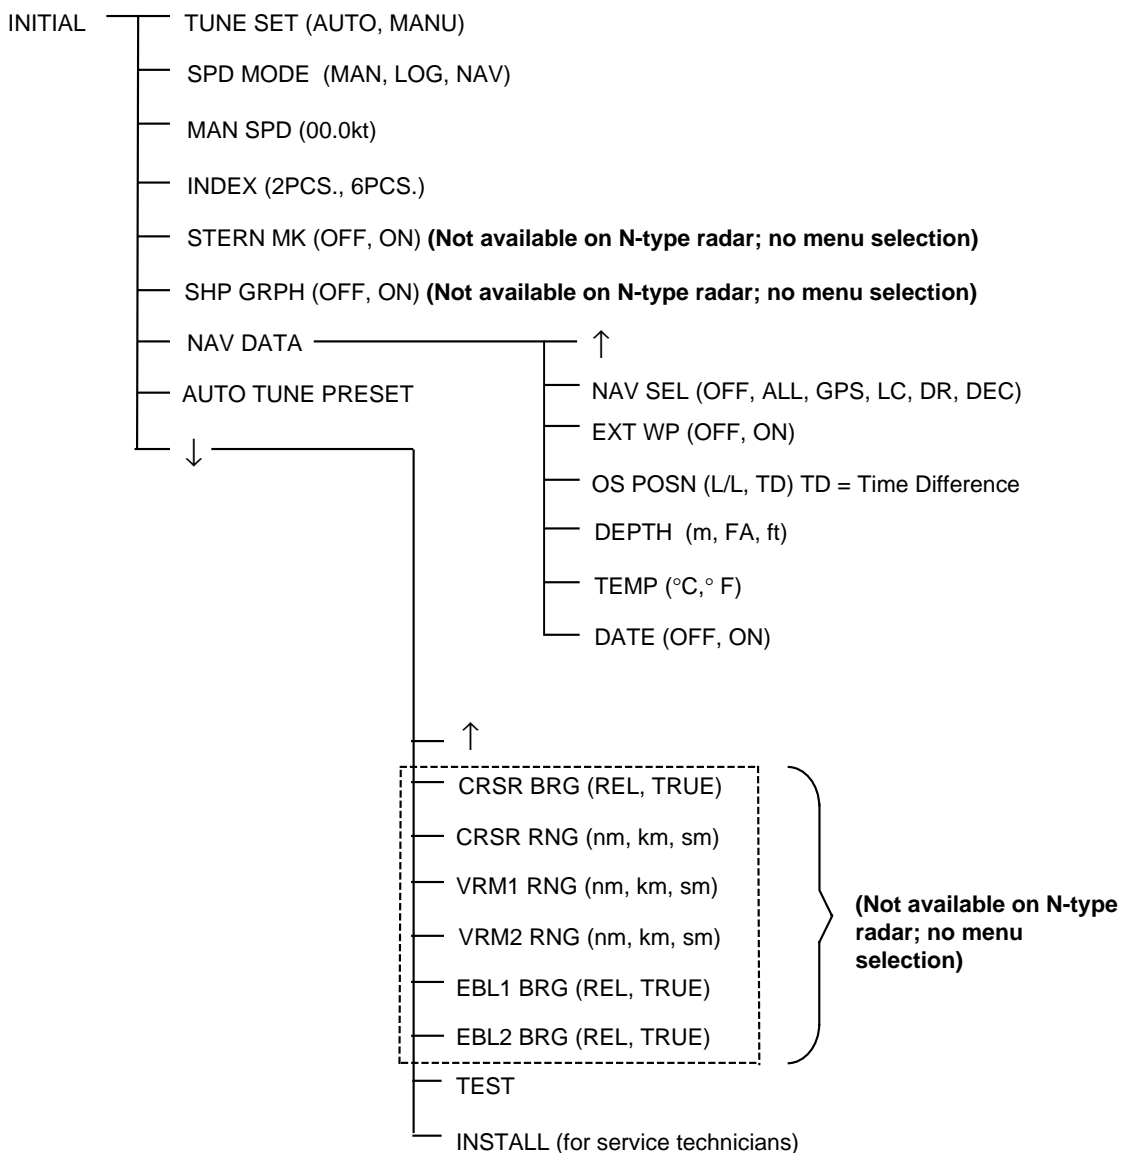 INITIAL TUNE SET (AUTO, MANU)
SPD MODE (MAN, LOG, NAV)
MAN SPD (00.0kt)
INDEX (2PCS., 6PCS.)
STERN MK (OFF, ON) (Not available on N-type radar; no menu selection)
SHP GRPH (OFF, ON) (Not available on N-type radar; no menu selection)
NAV DATA
AUTO TUNE PRESET
↓
↑
NAV SEL (OFF, ALL, GPS, LC, DR, DEC)
EXT WP (OFF, ON)
OS POSN (L/L, TD) TD = Time Difference
DEPTH (m, FA, ft)
TEMP (°C,° F)
DATE (OFF, ON)
↑
CRSR BRG (REL, TRUE)
CRSR RNG (nm, km, sm)
VRM1 RNG (nm, km, sm)
VRM2 RNG (nm, km, sm)
EBL1 BRG (REL, TRUE)
EBL2 BRG (REL, TRUE)
(Not available on N-type
radar; no menu
selection)
TEST
INSTALL (for service technicians)